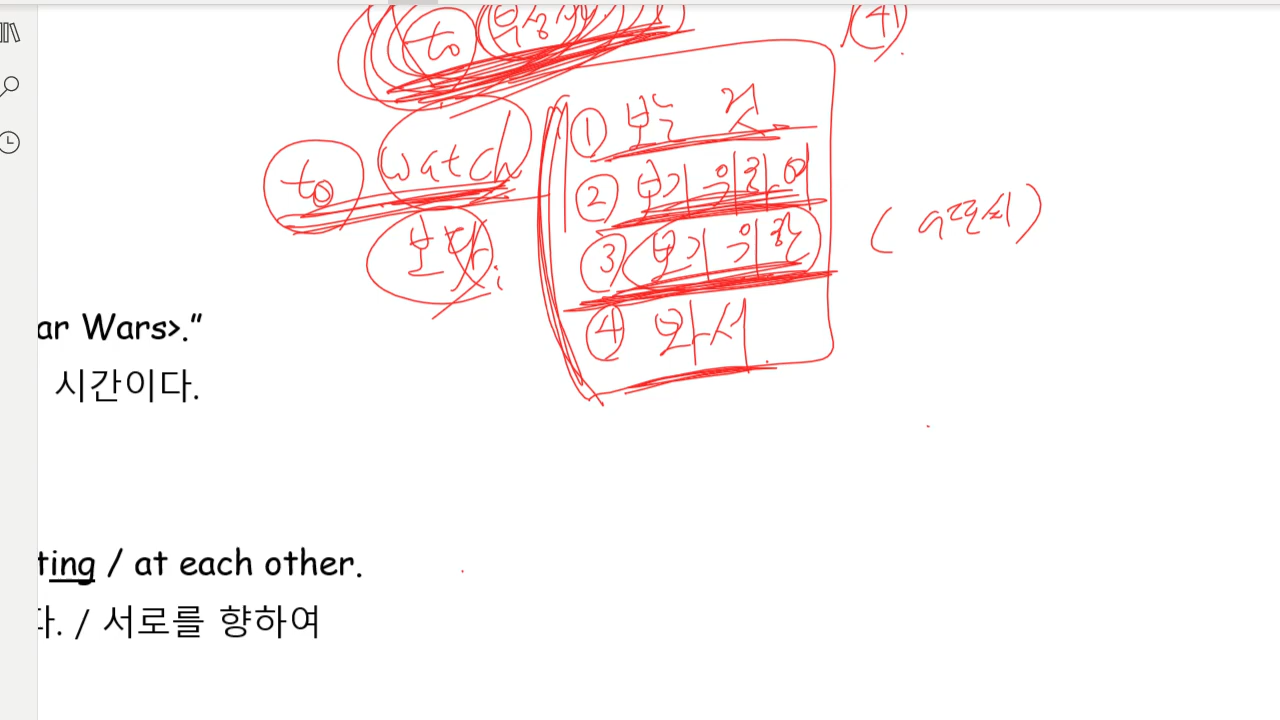 to
④
① 보는 것
to watch
② 보기 위하여
보다
③ 보기 위한
④ 봐서
ar Wars>.”
시간이다.
ting / at each other.
다. / 서로를 향하여